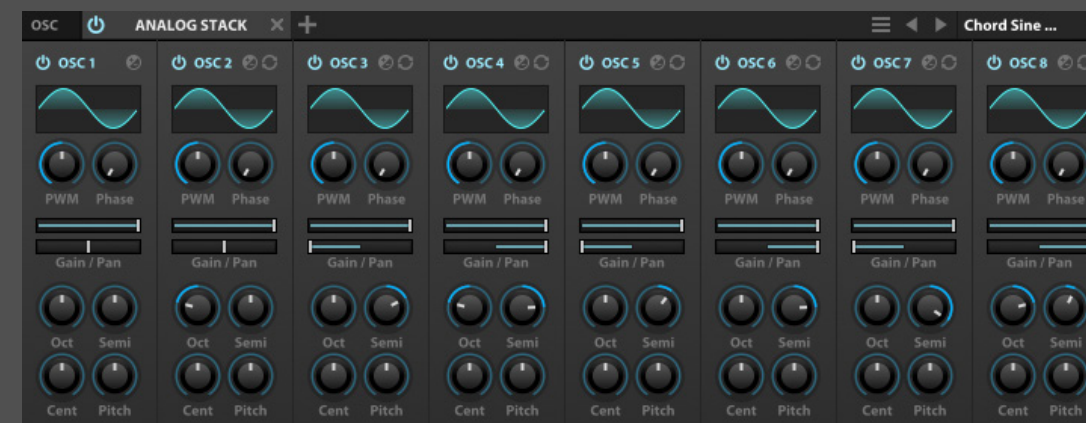 OSC ANALOG STACK Chord Sine ...
OSC 1 OSC 2 OSC 3 OSC 4 OSC 5 OSC 6 OSC 7 OSC 8
PWM Phase PWM Phase PWM Phase PWM Phase PWM Phase PWM Phase PWM Phase PWM Phase
Gain / Pan Gain / Pan Gain / Pan Gain / Pan Gain / Pan Gain / Pan Gain / Pan Gain / Pan
Oct Semi Oct Semi Oct Semi Oct Semi Oct Semi Oct Semi Oct Semi Oct Semi
Cent Pitch Cent Pitch Cent Pitch Cent Pitch Cent Pitch Cent Pitch Cent Pitch Cent Pitch